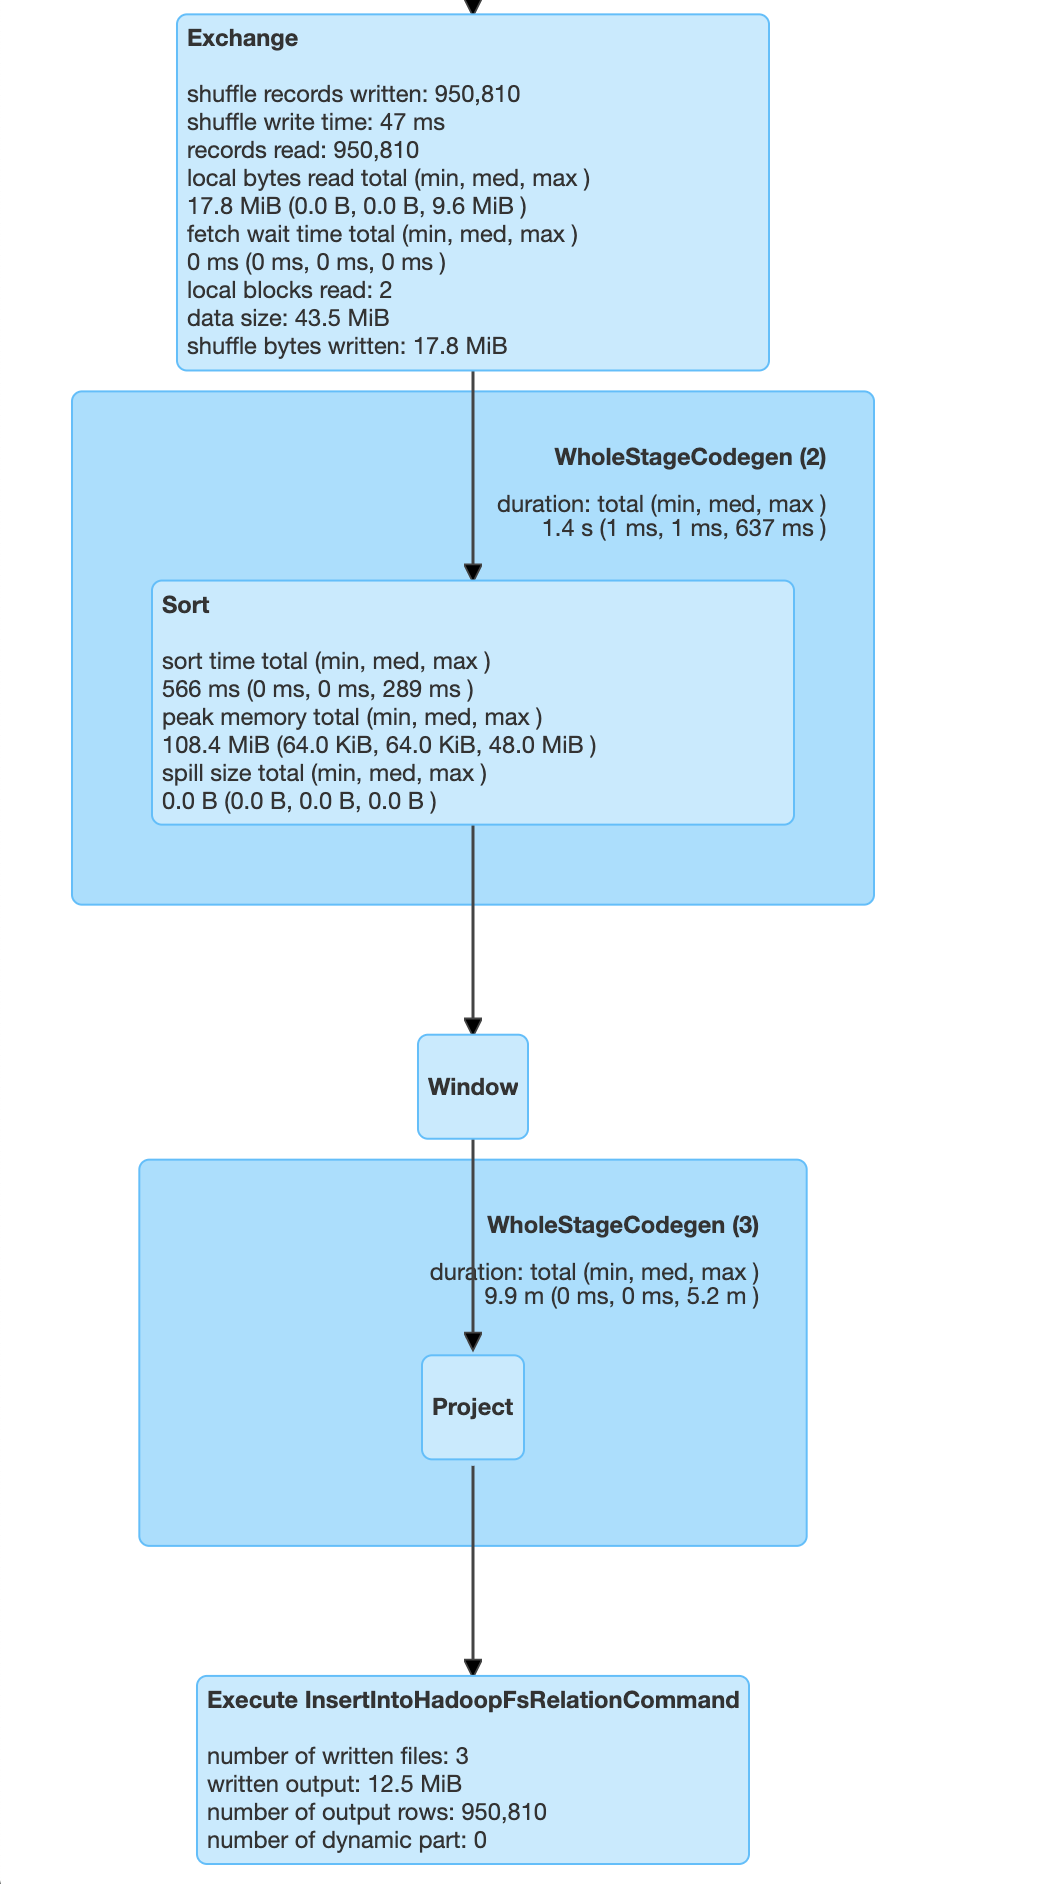 Exchange
shuffle records written: 950,810
shuffle write time: 47 ms
records read: 950,810
local bytes read total (min, med, max )
17.8 MiB (0.0 B, 0.0 B, 9.6 MiB )
fetch wait time total (min, med, max )
0 ms (0 ms, 0 ms, 0 ms )
local blocks read: 2
data size: 43.5 MiB
shuffle bytes written: 17.8 MiB
WholeStageCodegen (2)
duration: total (min, med, max )
1.4 s (1 ms, 1 ms, 637 ms )
Sort
sort time total (min, med, max )
566 ms (0 ms, 0 ms, 289 ms )
peak memory total (min, med, max )
108.4 MiB (64.0 KiB, 64.0 KiB, 48.0 MiB )
spill size total (min, med, max )
0.0 B (0.0 B, 0.0 B, 0.0 B )
Window
WholeStageCodegen (3)
duration: total (min, med, max )
9.9 m (0 ms, 0 ms, 5.2 m )
Project
Execute InsertIntoHadoopFsRelationCommand
number of written files: 3
written output: 12.5 MiB
number of output rows: 950,810
number of dynamic part: 0